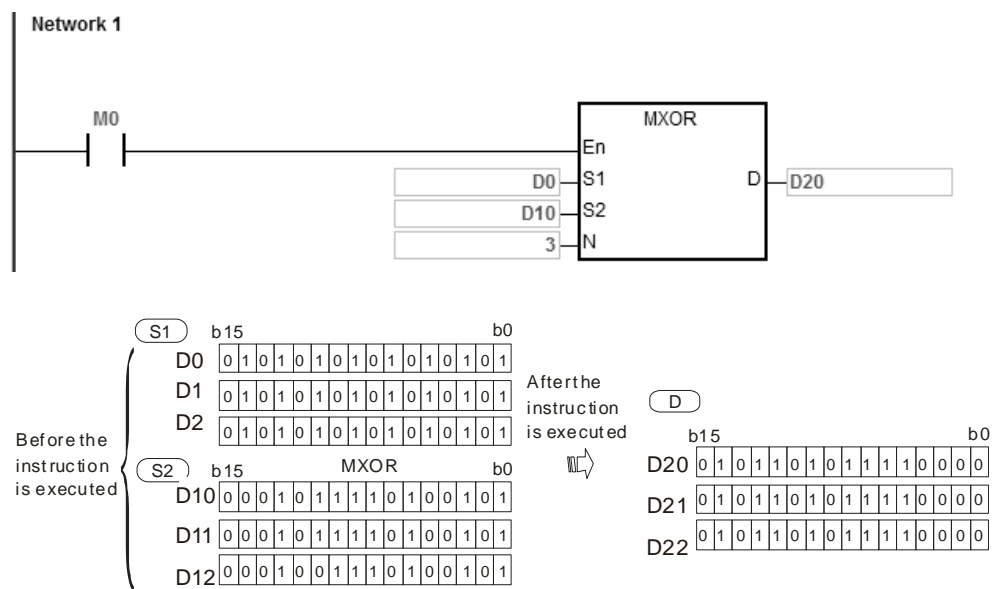 Network 1
M0
MXOR
En
D0 S1 D D20
D10 S2
3 N
S1 b15 b0
D0 0 1 0 1 0 1 0 1 0 1 0 1 0 1 0 1
D1 0 1 0 1 0 1 0 1 0 1 0 1 0 1 0 1
D2 0 1 0 1 0 1 0 1 0 1 0 1 0 1 0 1
Before the
instruction
is executed
S2 b15 MXOR b0
D10 0 0 0 1 0 1 1 1 1 0 1 0 0 1 0 1
D11 0 0 0 1 0 1 1 1 1 0 1 0 0 1 0 1
D12 0 0 0 1 0 0 1 1 1 0 1 0 0 1 0 1
After the
instruction
is executed
D
b15 b0
D20 0 1 0 1 1 0 1 0 1 1 1 1 0 0 0 0
D21 0 1 0 1 1 0 1 0 1 1 1 1 0 0 0 0
D22 0 1 0 1 1 0 1 0 1 1 1 1 0 0 0 0